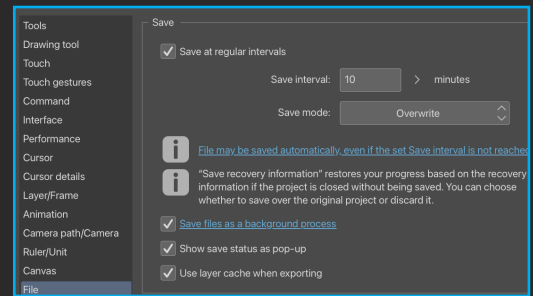 Tools
Drawing tool
Touch
Touch gestures
Command
Interface
Performance
Cursor
Cursor details
Layer/Frame
Animation
Camera path/Camera
Ruler/Unit
Canvas
File
Save
Save at regular intervals
Save interval: 10 > minutes
Save mode: Overwrite
File may be saved automatically, even if the set Save interval is not reached
"Save recovery information" restores your progress based on the recovery
information if the project is closed without being saved. You can choose
whether to save over the original project or discard it.
Save files as a background process
Show save status as pop-up
Use layer cache when exporting